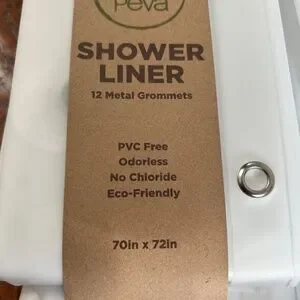 Peva
SHOWER
LINER
12 Metal Grommets
PVC Free
Odorless
No Chloride
Eco-Friendly
70in x 72in